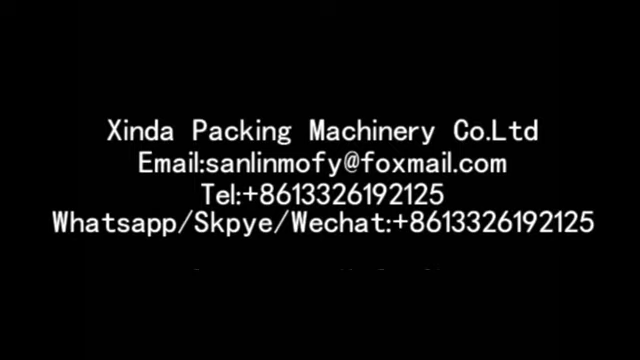 Xinda Packing Machinery Co.Ltd
Email:sanlinmofy@foxmail.com
Tel:+8613326192125
Whatsapp/Skpye/Wechat:+8613326192125